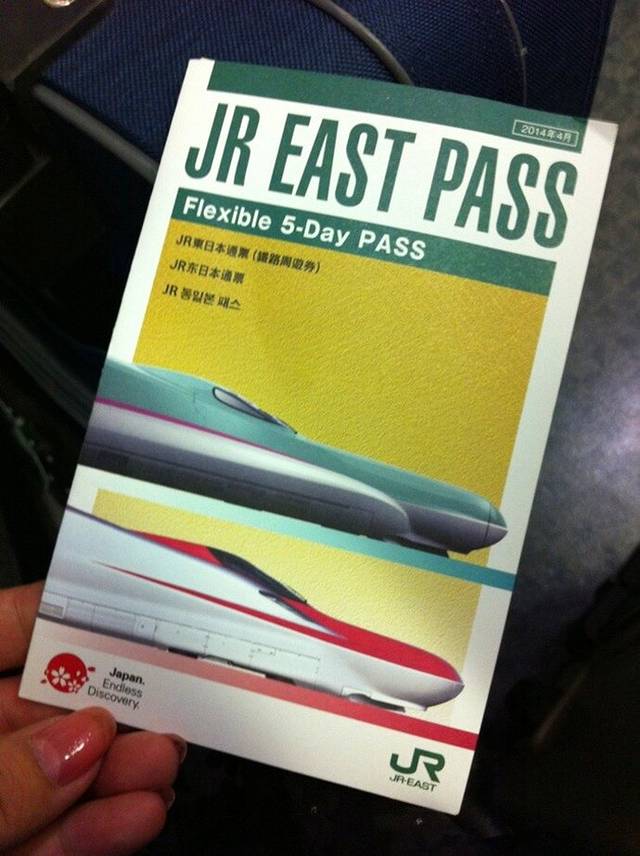 2014年4月
JR EAST PASS
Flexible 5-Day PASS
JR東日本通票 (鐵路周遊券)
JR东日本通票
JR 동일본 패스
Japan.
Endless
Discovery.
JR
JR-EAST